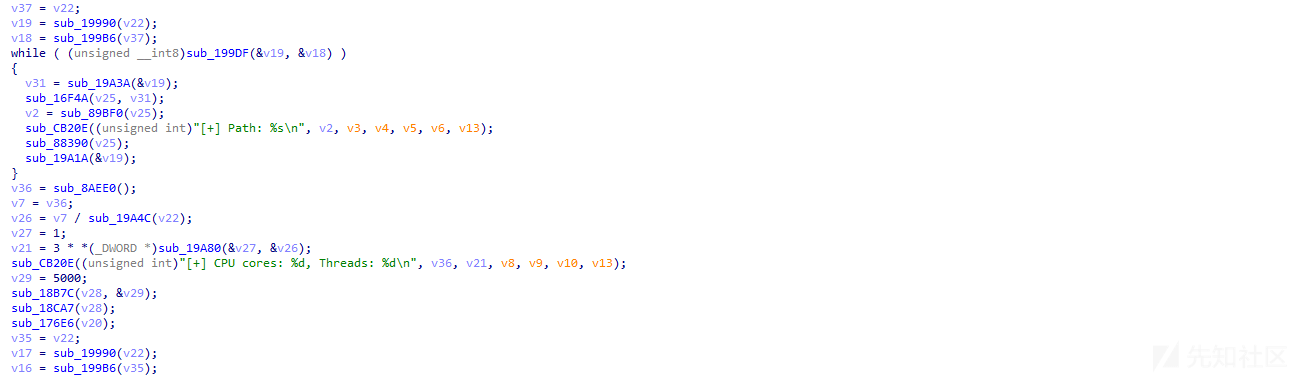 v37 = v22;
v19 = sub_19990(v22);
v18 = sub_199B6(v37);
while ( (unsigned __int8)sub_199DF(&v19, &v18) )
{
v31 = sub_19A3A(&v19);
sub_16F4A(v25, v31);
v2 = sub_89BF0(v25);
sub_CB20E((unsigned int)"[+] Path: %s\n", v2, v3, v4, v5, v6, v13);
sub_88390(v25);
sub_19A1A(&v19);
}
v36 = sub_8AEE0();
v7 = v36;
v26 = v7 / sub_19A4C(v22);
v27 = 1;
v21 = 3 * *(_DWORD *)sub_19A80(&v27, &v26);
sub_CB20E((unsigned int)"[+] CPU cores: %d, Threads: %d\n", v36, v21, v8, v9, v10, v13);
v29 = 5000;
sub_18B7C(v28, &v29);
sub_18CA7(v28);
sub_176E6(v20);
v35 = v22;
v17 = sub_19990(v22);
v16 = sub_199B6(v35);
先知社区